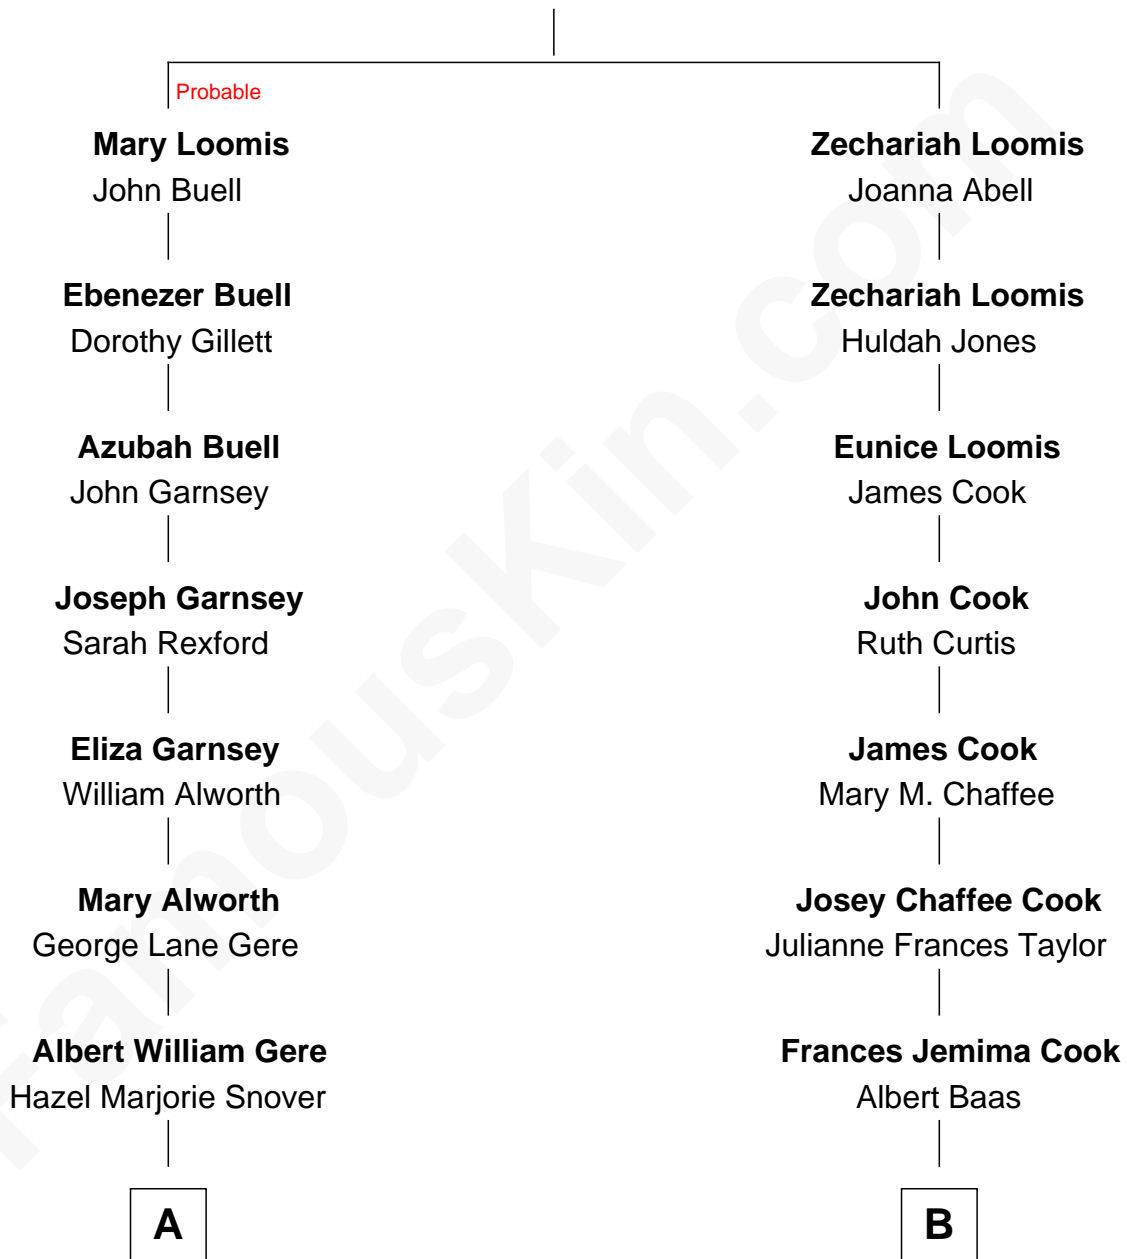 Probable
Mary Loomis
John Buell
Zechariah Loomis
Joanna Abell
Ebenezer Buell
Dorothy Gillett
Zechariah Loomis
Huldah Jones
Azubah Buell
John Garnsey
Eunice Loomis
James Cook
Joseph Garnsey
Sarah Rexford
John Cook
Ruth Curtis
Eliza Garnsey
William Alworth
James Cook
Mary M. Chaffee
Mary Alworth
George Lane Gere
Josey Chaffee Cook
Julianne Frances Taylor
Albert William Gere
Hazel Marjorie Snover
Frances Jemima Cook
Albert Baas
A
B
FamousKin.com